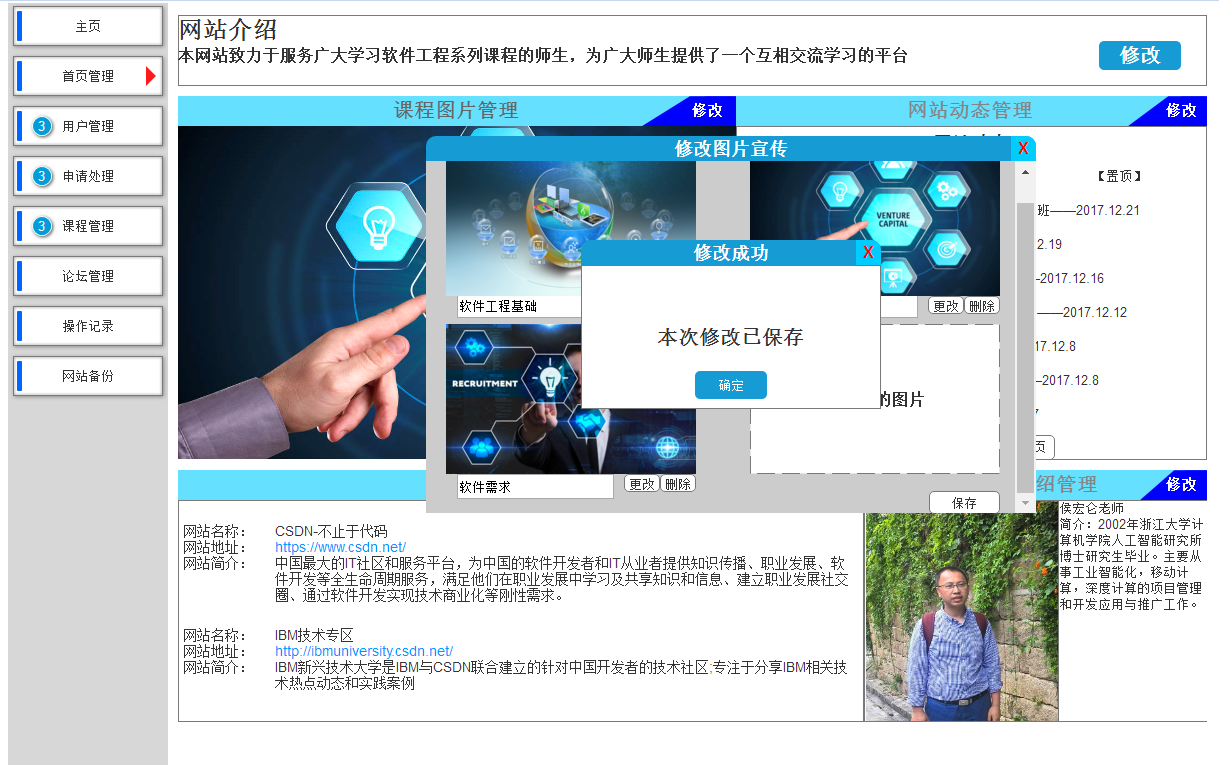 主页
首页管理
3 用户管理
3 申请处理
3 课程管理
论坛管理
操作记录
网站备份
网站介绍
本网站致力于服务广大学习软件工程系列课程的师生，为广大师生提供了一个互相交流学习的平台
修改
课程图片管理
修改
网站动态管理
修改
【置顶】
班——2017.12.21
2.19
-2017.12.16
——2017.12.12
17.12.8
–2017.12.8
页
修改图片宣传
X
VENTURE
CAPITAL
软件工程基础
更改
删除
RECRUITMENT
的图片
软件需求
更改
删除
保存
修改成功
X
本次修改已保存
确定
绍管理
修改
网站名称： CSDN-不止于代码
网站地址： https://www.csdn.net/
网站简介： 中国最大的IT社区和服务平台，为中国的软件开发者和IT从业者提供知识传播、职业发展、软
件开发等全生命周期服务，满足他们在职业发展中学习及共享知识和信息、建立职业发展社交
圈、通过软件开发实现技术商业化等刚性需求。
网站名称： IBM技术专区
网站地址： http://ibmuniversity.csdn.net/
网站简介： IBM新兴技术大学是IBM与CSDN联合建立的针对中国开发者的技术社区;专注于分享IBM相关技
术热点动态和实践案例
侯宏仑老师
简介：2002年浙江大学计
算机学院人工智能研究所
博士研究生毕业。主要从
事工业智能化，移动计
算，深度计算的项目管理
和开发应用与推广工作。